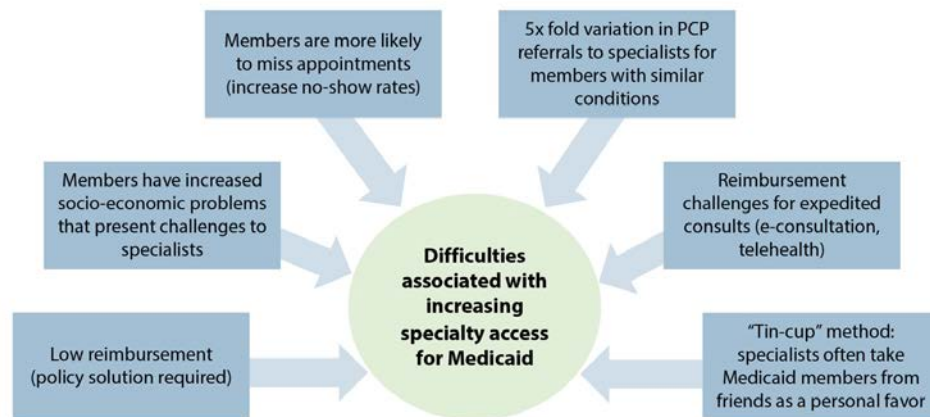 Members are more likely
to miss appointments
(increase no-show rates)
5x fold variation in PCP
referrals to specialists for
members with similar
conditions
Members have increased
socio-economic problems
that present challenges to
specialists
Reimbursement
challenges for expedited
consults (e-consultation,
telehealth)
Difficulties
associated with
increasing
specialty access
for Medicaid
Low reimbursement
(policy solution required)
"Tin-cup" method:
specialists often take
Medicaid members from
friends as a personal favor